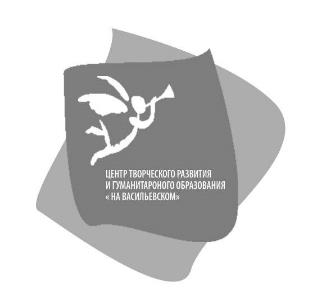 ЦЕНТР ТВОРЧЕСКОГО РАЗВИТИЯ
И ГУМАНИТАРОНОГО ОБРАЗОВАНИЯ
« НА ВАСИЛЬЕВСКОМ»